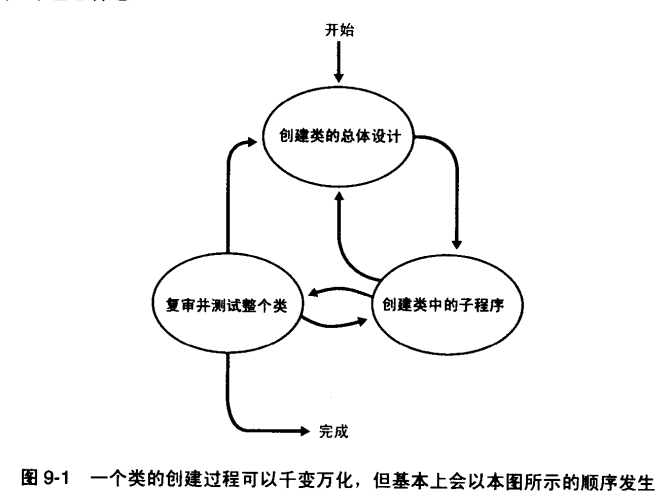 开始
创建类的总体设计
复审并测试整个类
创建类中的子程序
完成
图 9-1 一个类的创建过程可以千变万化，但基本上会以本图所示的顺序发生